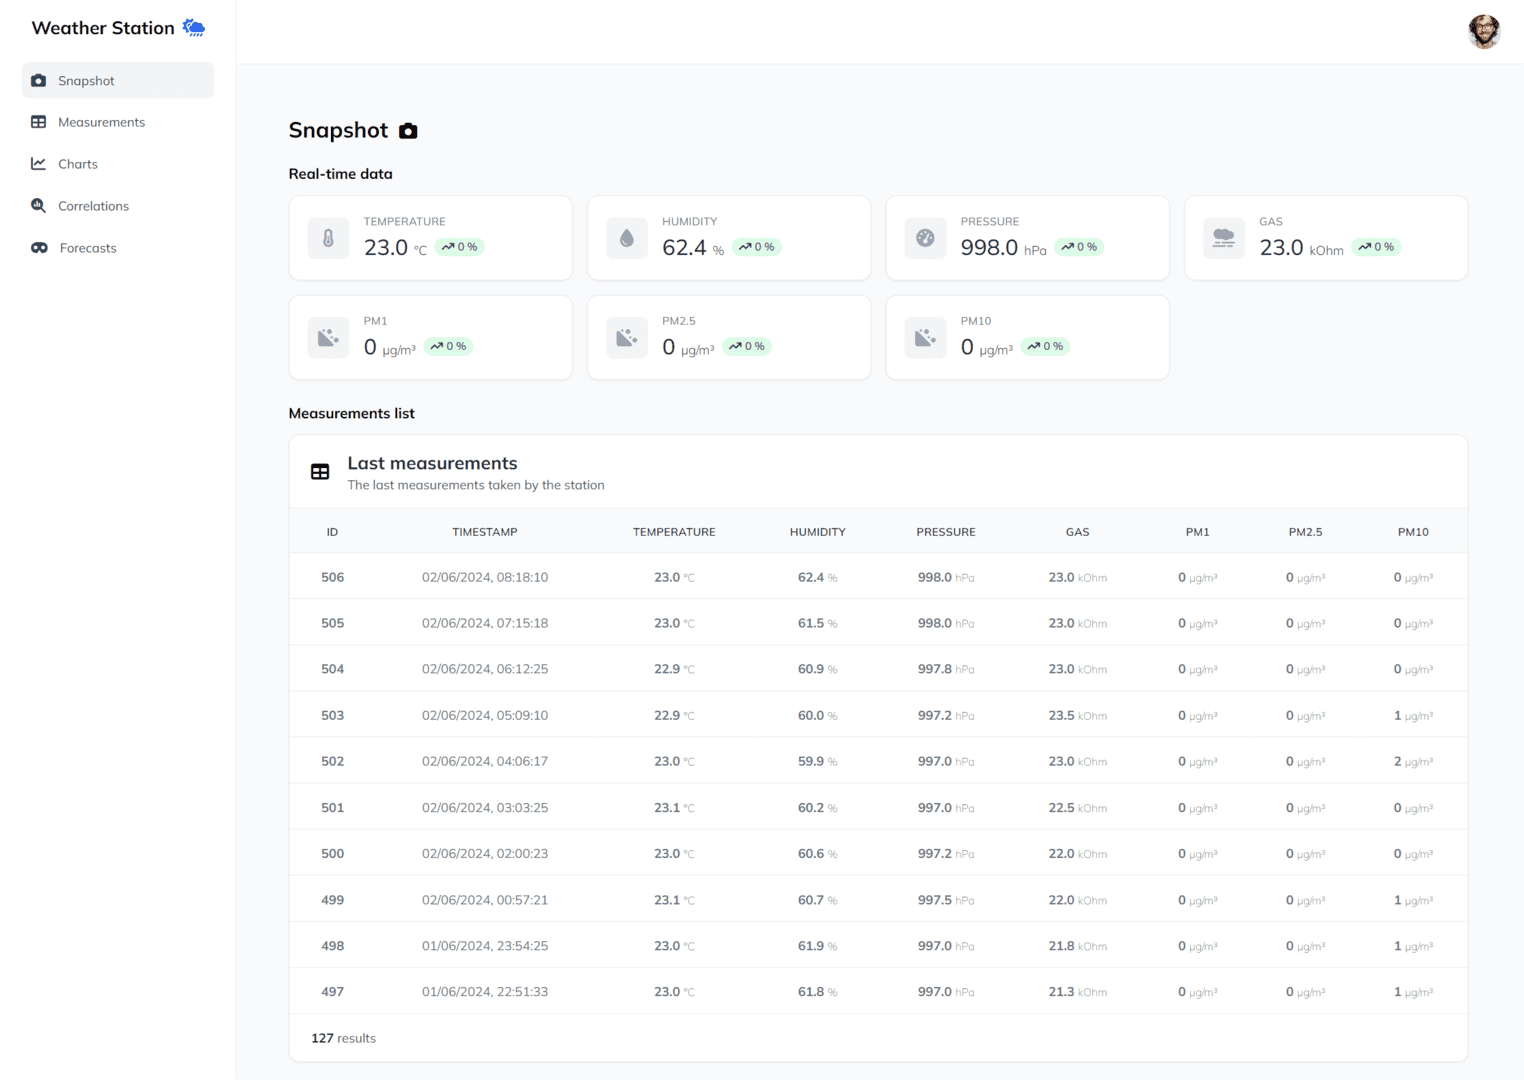 Weather Station
Snapshot
Measurements
Charts
Correlations
Forecasts
Snapshot
Real-time data
TEMPERATURE
23.0 °C 0 %
HUMIDITY
62.4 % 0 %
PRESSURE
998.0 hPa 0 %
GAS
23.0 kOhm 0 %
PM1
0 µg/m³ 0 %
PM2.5
0 µg/m³ 0 %
PM10
0 µg/m³ 0 %
Measurements list
Last measurements
The last measurements taken by the station
ID TIMESTAMP TEMPERATURE HUMIDITY PRESSURE GAS PM1 PM2.5 PM10
506 02/06/2024, 08:18:10 23.0 °C 62.4 % 998.0 hPa 23.0 kOhm 0 µg/m³ 0 µg/m³ 0 µg/m³
505 02/06/2024, 07:15:18 23.0 °C 61.5 % 998.0 hPa 23.0 kOhm 0 µg/m³ 0 µg/m³ 0 µg/m³
504 02/06/2024, 06:12:25 22.9 °C 60.9 % 997.8 hPa 23.0 kOhm 0 µg/m³ 0 µg/m³ 0 µg/m³
503 02/06/2024, 05:09:10 22.9 °C 60.0 % 997.2 hPa 23.5 kOhm 0 µg/m³ 0 µg/m³ 1 µg/m³
502 02/06/2024, 04:06:17 23.0 °C 59.9 % 997.0 hPa 23.0 kOhm 0 µg/m³ 0 µg/m³ 2 µg/m³
501 02/06/2024, 03:03:25 23.1 °C 60.2 % 997.0 hPa 22.5 kOhm 0 µg/m³ 0 µg/m³ 0 µg/m³
500 02/06/2024, 02:00:23 23.0 °C 60.6 % 997.2 hPa 22.0 kOhm 0 µg/m³ 0 µg/m³ 0 µg/m³
499 02/06/2024, 00:57:21 23.1 °C 60.7 % 997.5 hPa 22.0 kOhm 0 µg/m³ 0 µg/m³ 1 µg/m³
498 01/06/2024, 23:54:25 23.0 °C 61.9 % 997.0 hPa 21.8 kOhm 0 µg/m³ 0 µg/m³ 1 µg/m³
497 01/06/2024, 22:51:33 23.0 °C 61.8 % 997.0 hPa 21.3 kOhm 0 µg/m³ 0 µg/m³ 1 µg/m³
127 results